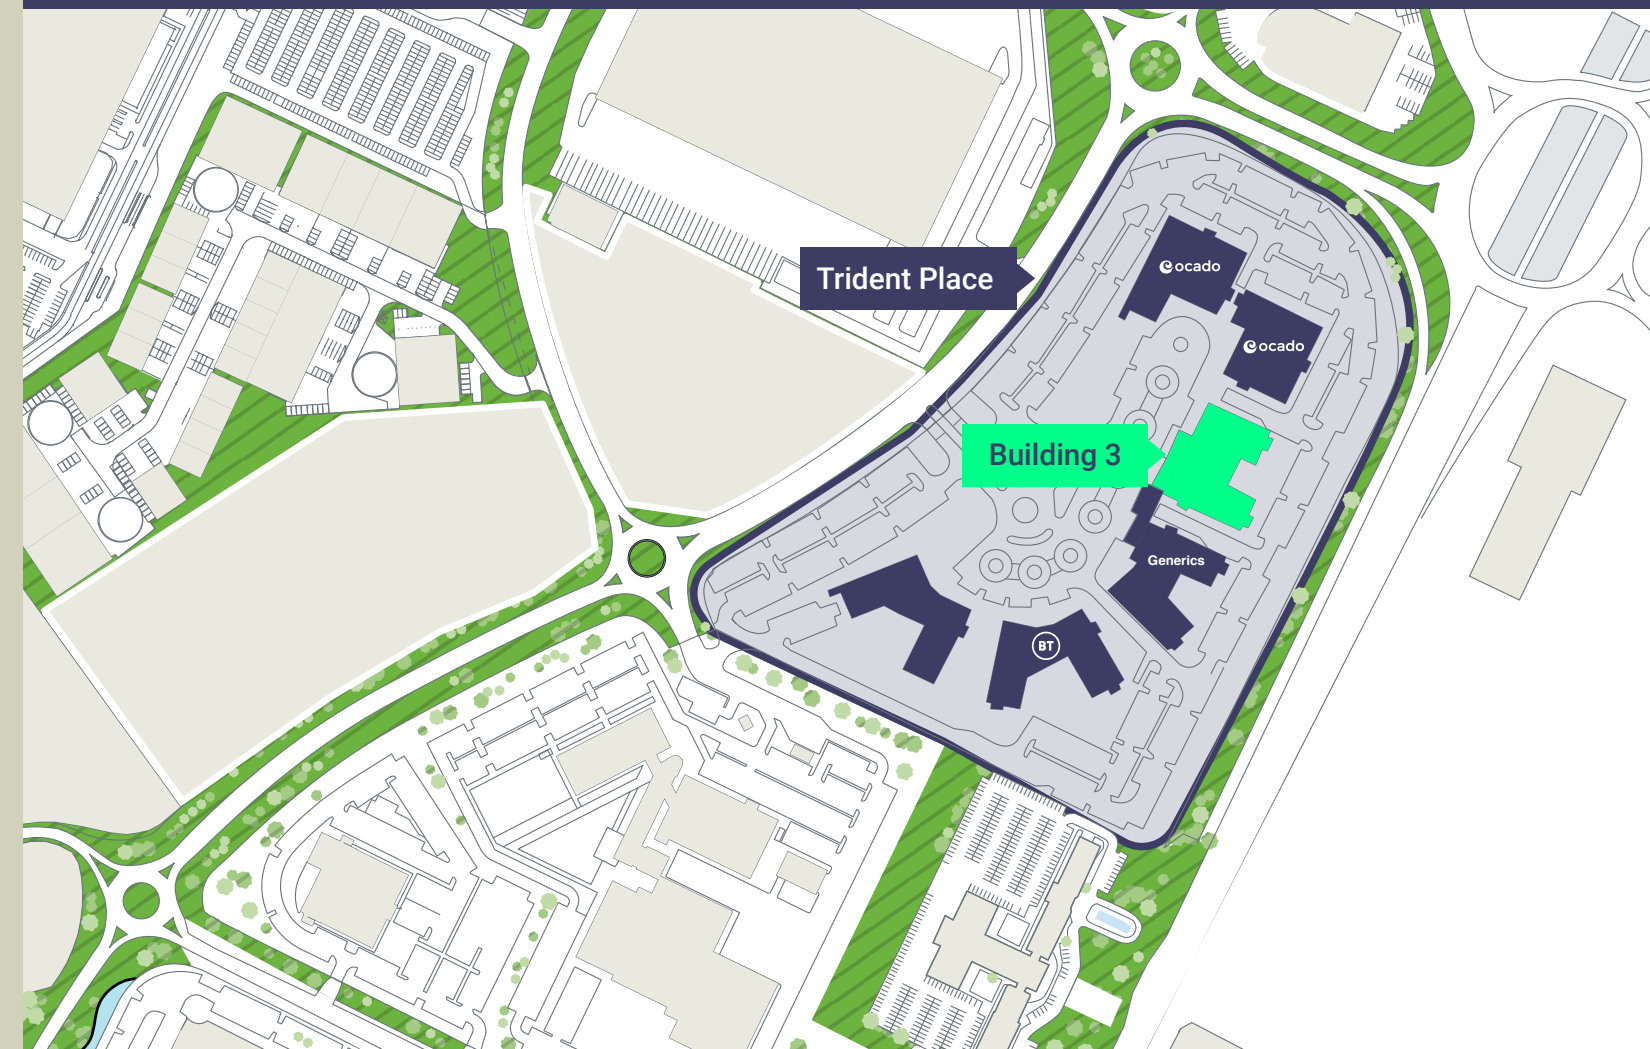 Trident Place
ocado
ocado
Building 3
Generics
BT